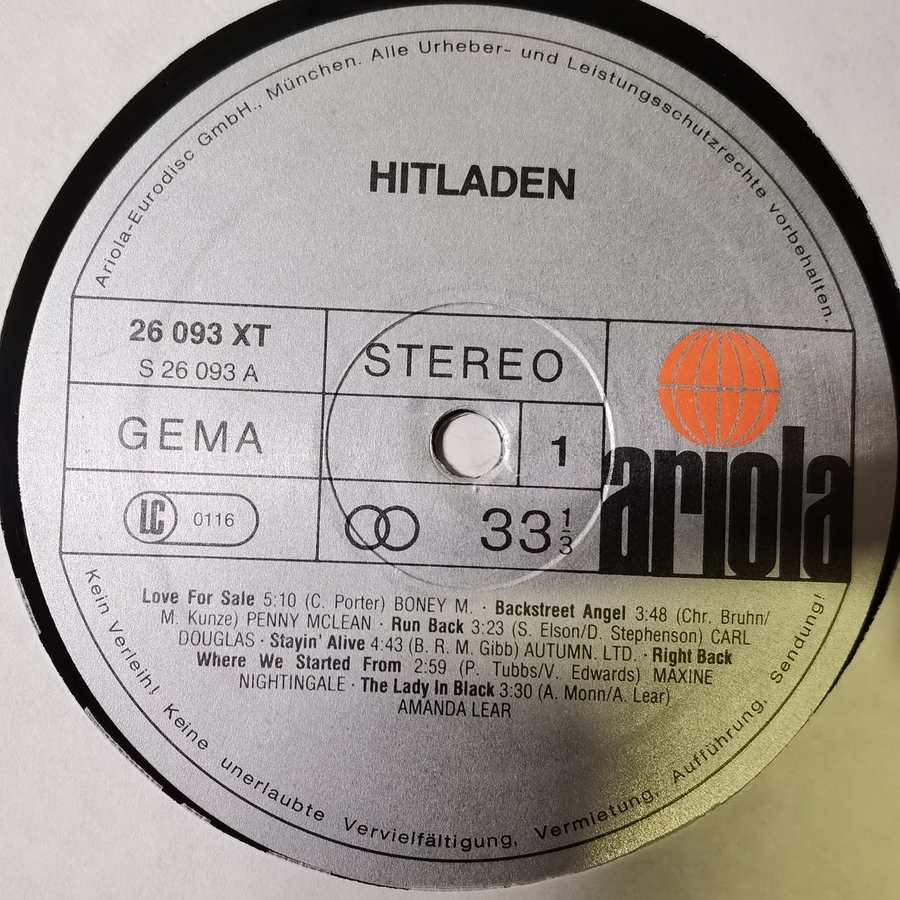 Ariola-Eurodisc GmbH., München. Alle Urheber- und Leistungsschutzrechte vorbehalten.
HITLADEN
26 093 XT
S 26 093 A
STEREO
GEMA
1
ariola
LC 0116
33 1/3
Love For Sale 5:10 (C. Porter) BONEY M. · Backstreet Angel 3:48 (Chr. Bruhn/
M. Kunze) PENNY MCLEAN · Run Back 3:23 (S. Elson/D. Stephenson) CARL
DOUGLAS · Stayin' Alive 4:43 (B. R. M. Gibb) AUTUMN. LTD. · Right Back
Where We Started From 2:59 (P. Tubbs/V. Edwards) MAXINE
NIGHTINGALE · The Lady In Black 3:30 (A. Monn/A. Lear)
AMANDA LEAR
Kein Verleih! Keine unerlaubte Vervielfältigung, Vermietung, Aufführung, Sendung!